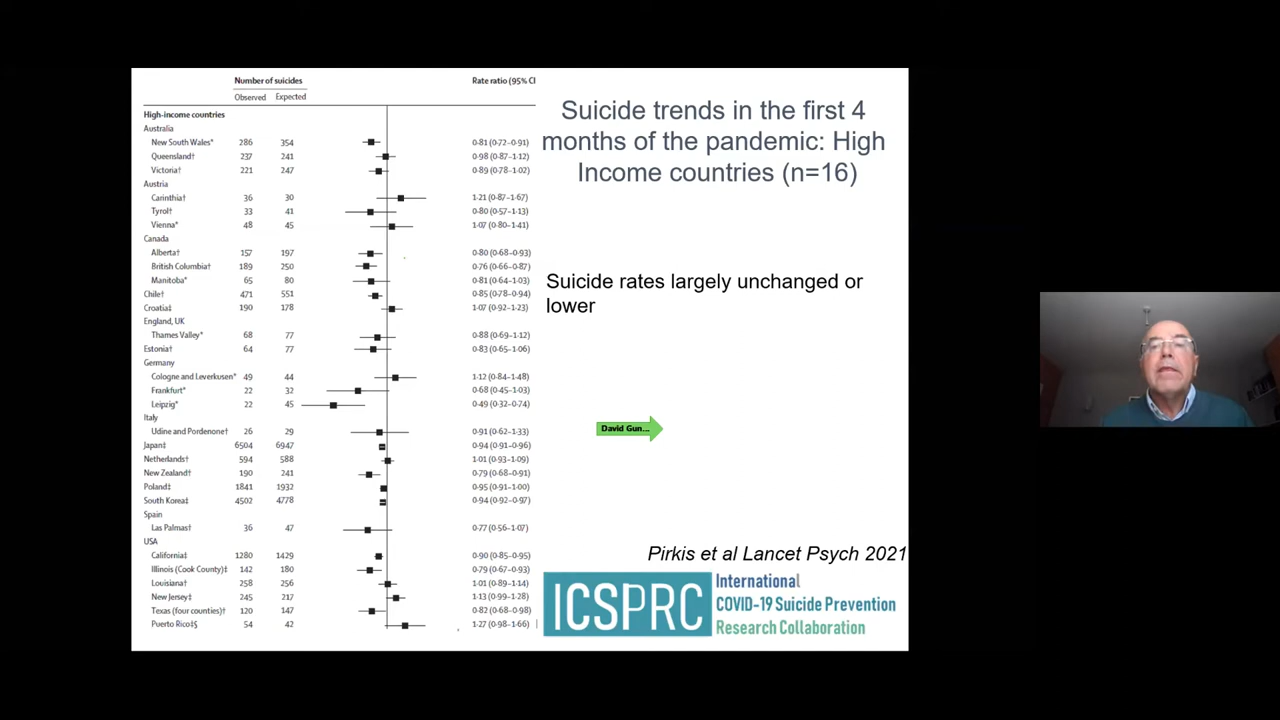 Number of suicides
Rate ratio (95% CI
Observed Expected
High-income countries
Australia
New South Wales* 286 354 0·81 (0·72–0·91)
Queensland† 237 241 0·98 (0·87–1·12)
Victoria† 221 247 0·89 (0·78–1·02)
Austria
Carinthia† 36 30 1·21 (0·87–1·67)
Tyrol† 33 41 0·80 (0·57–1·13)
Vienna* 48 45 1·07 (0·80–1·41)
Canada
Alberta† 157 197 0·80 (0·68–0·93)
British Columbia† 189 250 0·76 (0·66–0·87)
Manitoba* 65 80 0·81 (0·64–1·03)
Chile† 471 551 0·85 (0·78–0·94)
Croatia‡ 190 178 1·07 (0·92–1·23)
England, UK
Thames Valley* 68 77 0·88 (0·69–1·12)
Estonia† 64 77 0·83 (0·65–1·06)
Germany
Cologne and Leverkusen* 49 44 1·12 (0·84–1·48)
Frankfurt* 22 32 0·68 (0·45–1·03)
Leipzig* 22 45 0·49 (0·32–0·74)
Italy
Udine and Pordenone† 26 29 0·91 (0·62–1·33)
Japan‡ 6504 6947 0·94 (0·91–0·96)
Netherlands† 594 588 1·01 (0·93–1·09)
New Zealand† 190 241 0·79 (0·68–0·91)
Poland‡ 1841 1932 0·95 (0·91–1·00)
South Korea‡ 4502 4778 0·94 (0·92–0·97)
Spain
Las Palmas† 36 47 0·77 (0·56–1·07)
USA
California‡ 1280 1429 0·90 (0·85–0·95)
Illinois (Cook County)‡ 142 180 0·79 (0·67–0·93)
Louisiana† 258 256 1·01 (0·89–1·14)
New Jersey‡ 245 217 1·13 (0·99–1·28)
Texas (four counties)† 120 147 0·82 (0·68–0·98)
Puerto Rico‡§ 54 42 1·27 (0·98–1·66)
Suicide trends in the first 4
months of the pandemic: High
Income countries (n=16)
Suicide rates largely unchanged or
lower
David Gun...
Pirkis et al Lancet Psych 2021
ICSPRC
International
COVID-19 Suicide Prevention
Research Collaboration